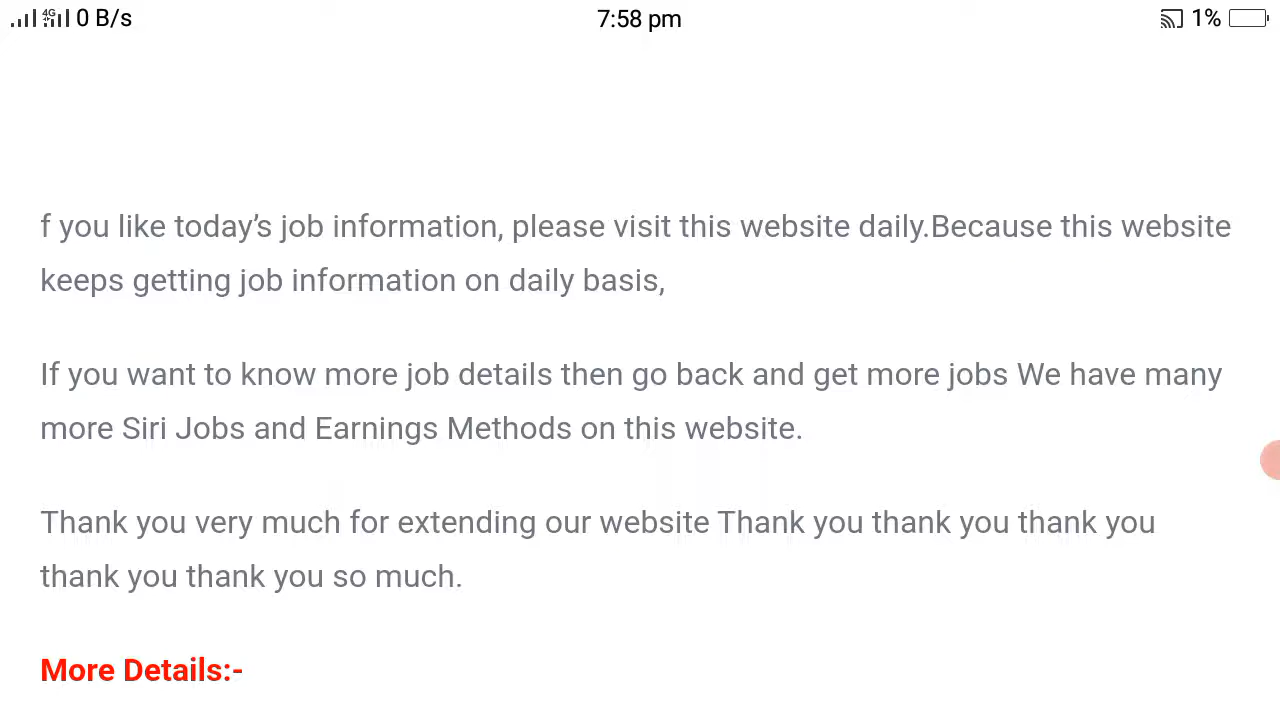 4G 0 B/s 7:58 pm 1%
f you like today’s job information, please visit this website daily.Because this website
keeps getting job information on daily basis,
If you want to know more job details then go back and get more jobs We have many
more Siri Jobs and Earnings Methods on this website.
Thank you very much for extending our website Thank you thank you thank you
thank you thank you so much.
More Details:-